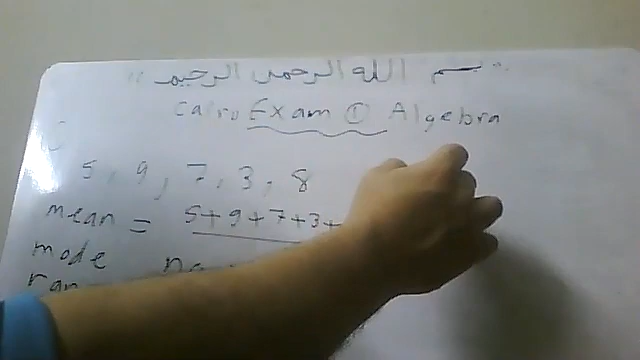 "بسم الله الرحمن الرحيم"
Cairo Exam ① Algebra
5, 9, 7, 3, 8
mean = 5+9+7+3+
mode